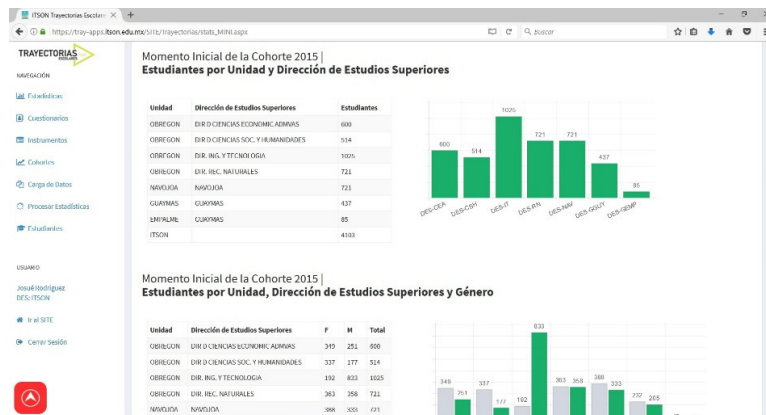 ITSON Trayectorias Escolare
https://tray-apps.itson.edu.mx/SITE/Trayectorias/stats_MINI.aspx
Buscar
TRAYECTORIAS
ESCOLARES
NAVEGACIÓN
Estadísticas
Cuestionarios
Instrumentos
Cohortes
Carga de Datos
Procesar Estadísticas
Estudiantes
USUARIO
Josué Rodríguez
DES: ITSON
Ir al SITE
Cerrar Sesión
Momento Inicial de la Cohorte 2015 |
Estudiantes por Unidad y Dirección de Estudios Superiores
Unidad Dirección de Estudios Superiores Estudiantes
OBREGON DIR D CIENCIAS ECONOMIC ADMVAS 600
OBREGON DIR D CIENCIAS SOC. Y HUMANIDADES 514
OBREGON DIR. ING. Y TECNOLOGIA 1025
OBREGON DIR. REC. NATURALES 721
NAVOJOA NAVOJOA 721
GUAYMAS GUAYMAS 437
EMPALME GUAYMAS 85
ITSON 4103
600 514 1025 721 721 437 85
DES-CEA DES-CSH DES-IT DES-RN DES-NAV DES-GGUY DES-GEMP
Momento Inicial de la Cohorte 2015 |
Estudiantes por Unidad, Dirección de Estudios Superiores y Género
Unidad Dirección de Estudios Superiores F M Total
OBREGON DIR D CIENCIAS ECONOMIC ADMVAS 349 251 600
OBREGON DIR D CIENCIAS SOC. Y HUMANIDADES 337 177 514
OBREGON DIR. ING. Y TECNOLOGIA 192 833 1025
OBREGON DIR. REC. NATURALES 363 358 721
NAVOJOA NAVOJOA 388 333 721
349 251 337 177 192 833 363 358 388 333 232 205